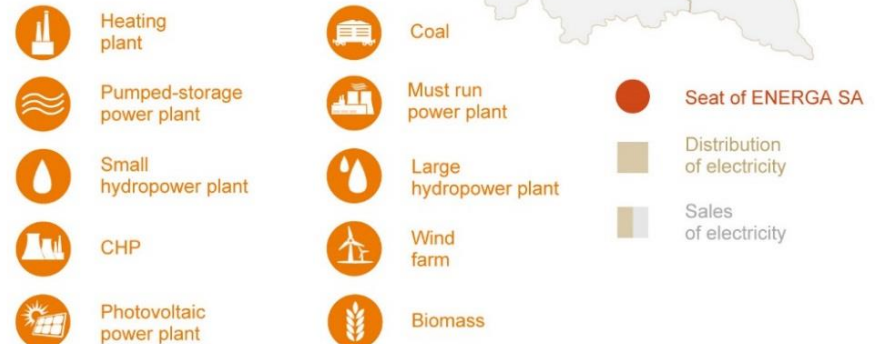 Heating
plant
Pumped-storage
power plant
Small
hydropower plant
CHP
Photovoltaic
power plant
Coal
Must run
power plant
Large
hydropower plant
Wind
farm
Biomass
Seat of ENERGA SA
Distribution
of electricity
Sales
of electricity